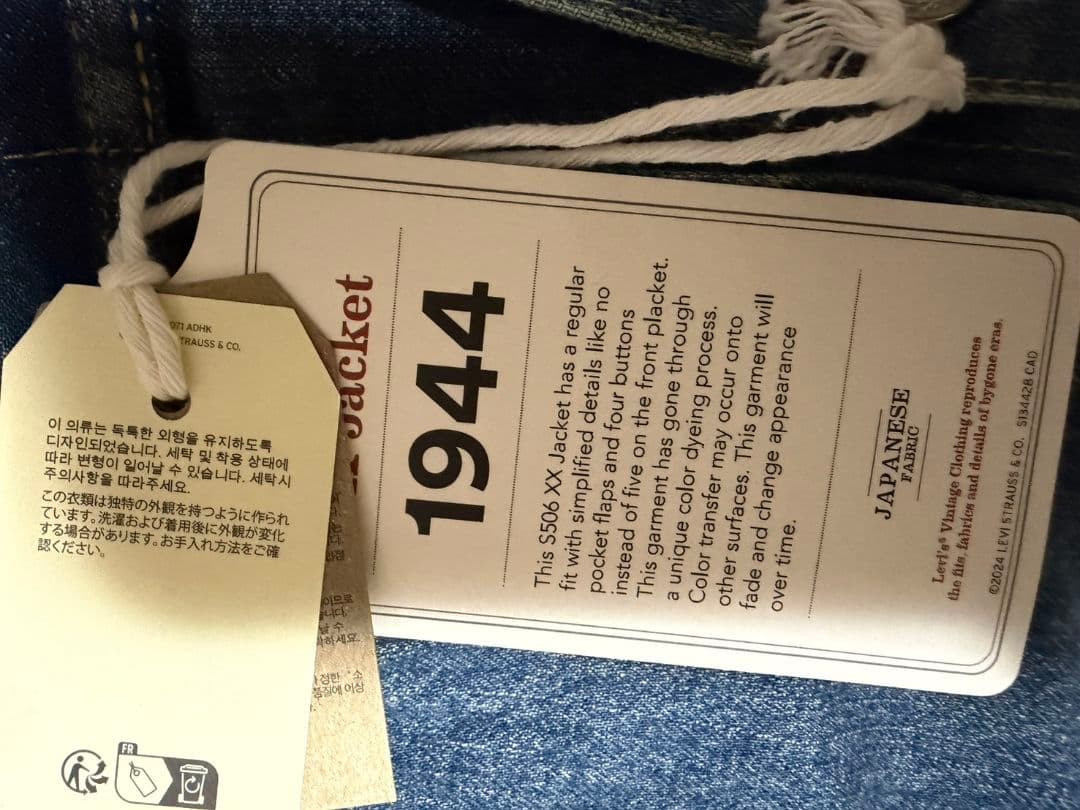 Jacket
1944
This S506 XX Jacket has a regular
fit with simplified details like no
pocket flaps and four buttons
instead of five on the front placket.
This garment has gone through
a unique color dyeing process.
Color transfer may occur onto
other surfaces. This garment will
fade and change appearance
over time.
JAPANESE
FABRIC
Levi's® Vintage Clothing reproduces
the fits, fabrics and details of bygone eras.
©2024 LEVI STRAUSS & CO. S13442B CAD
ADHK
STRAUSS & CO.
이 의류는 독특한 외형을 유지하도록
디자인되었습니다. 세탁 및 착용 상태에
따라 변형이 일어날 수 있습니다. 세탁시
주의사항을 따라주세요.
この衣類は独特の外観を持つように作られ
ています。洗濯および着用後に外観が変化
する場合があります。お手入れ方法をご確
認ください。
FR
정한 "소
품질에 이상